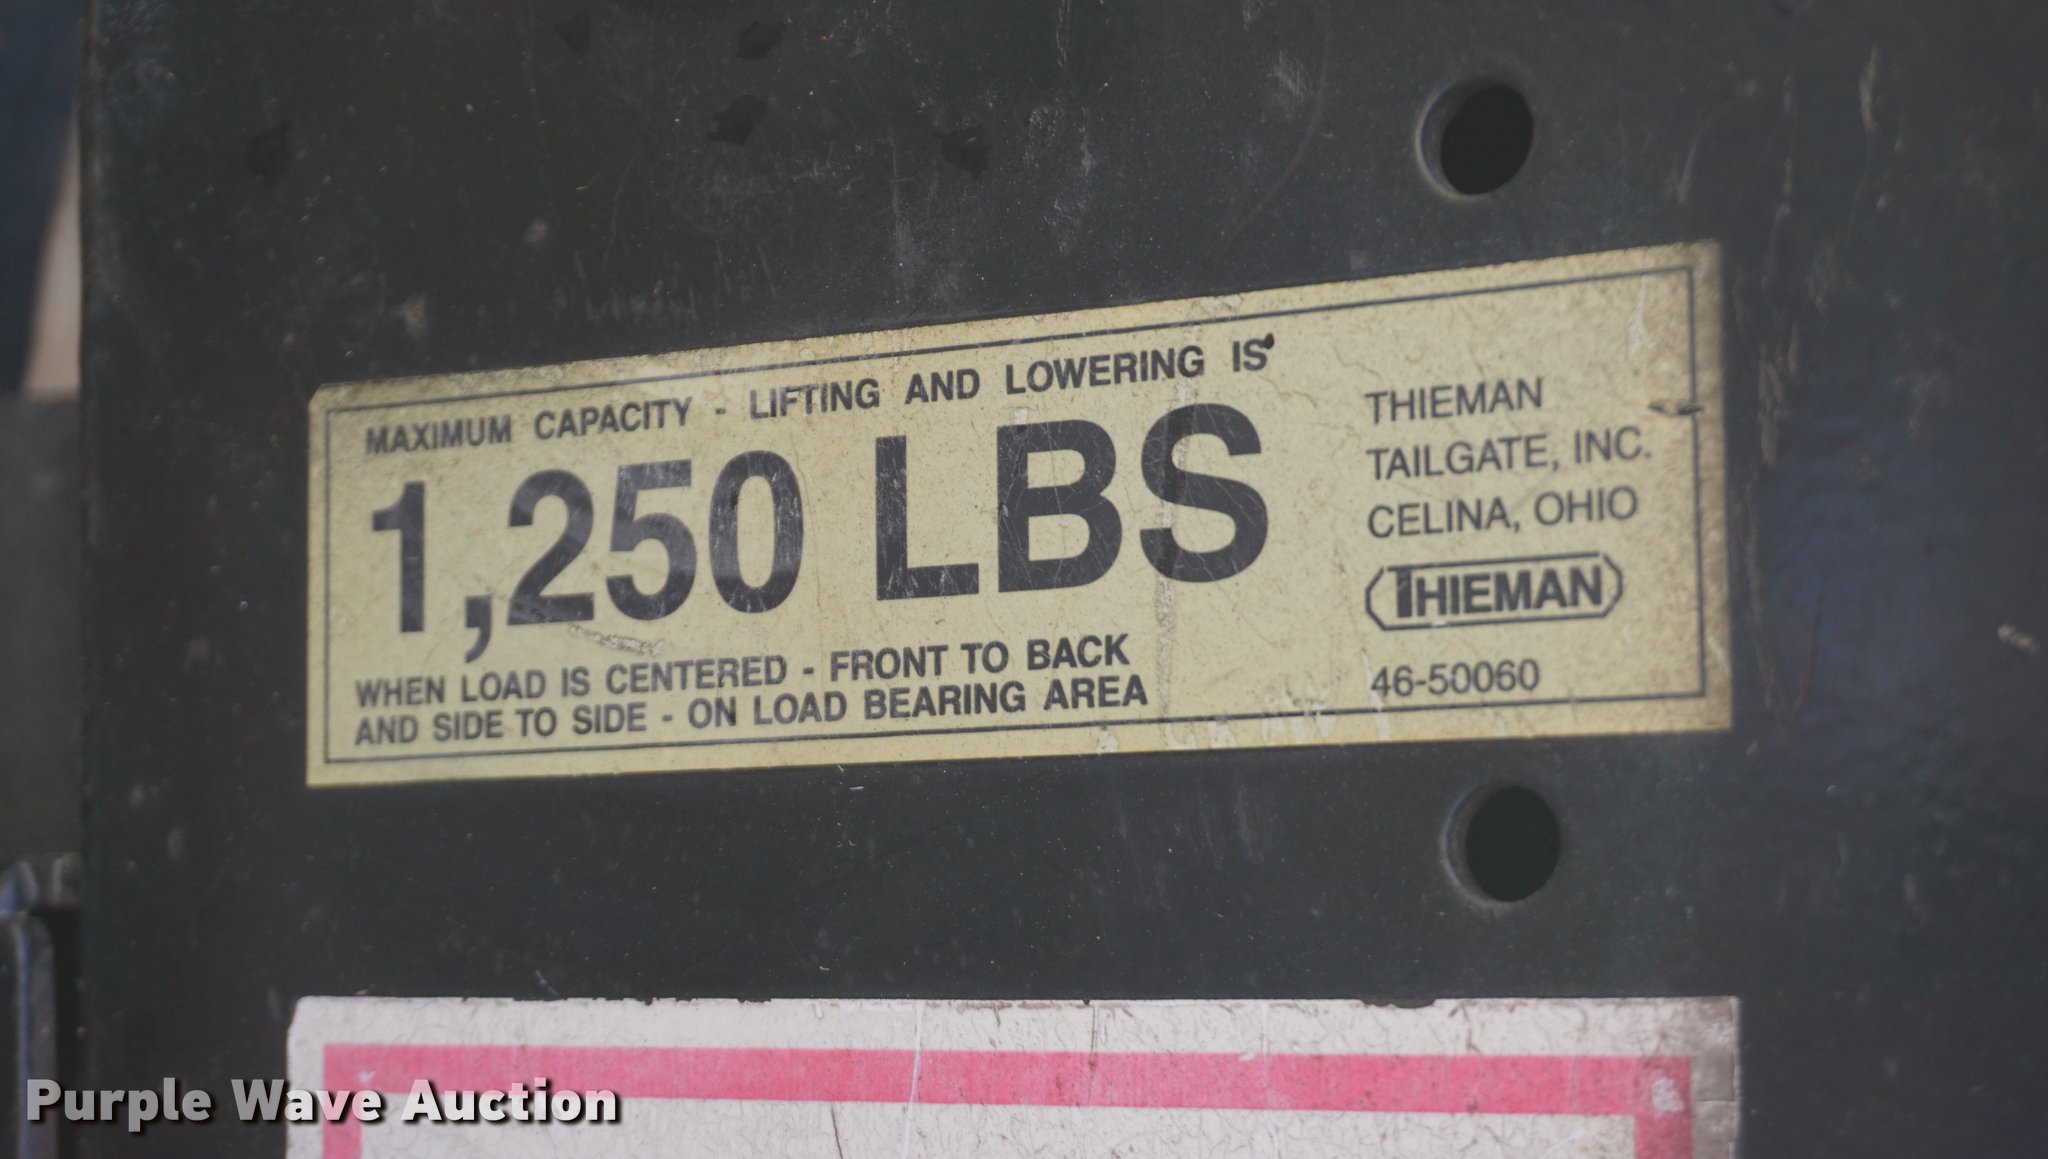 MAXIMUM CAPACITY - LIFTING AND LOWERING IS
1,250 LBS
WHEN LOAD IS CENTERED - FRONT TO BACK
AND SIDE TO SIDE - ON LOAD BEARING AREA
THIEMAN
TAILGATE, INC.
CELINA, OHIO
THIEMAN
46-50060
Purple Wave Auction